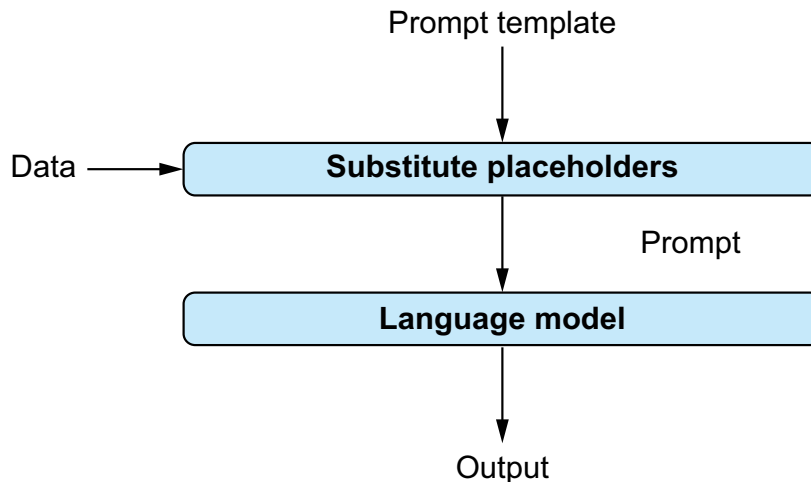 Prompt template
Data
Substitute placeholders
Prompt
Language model
Output